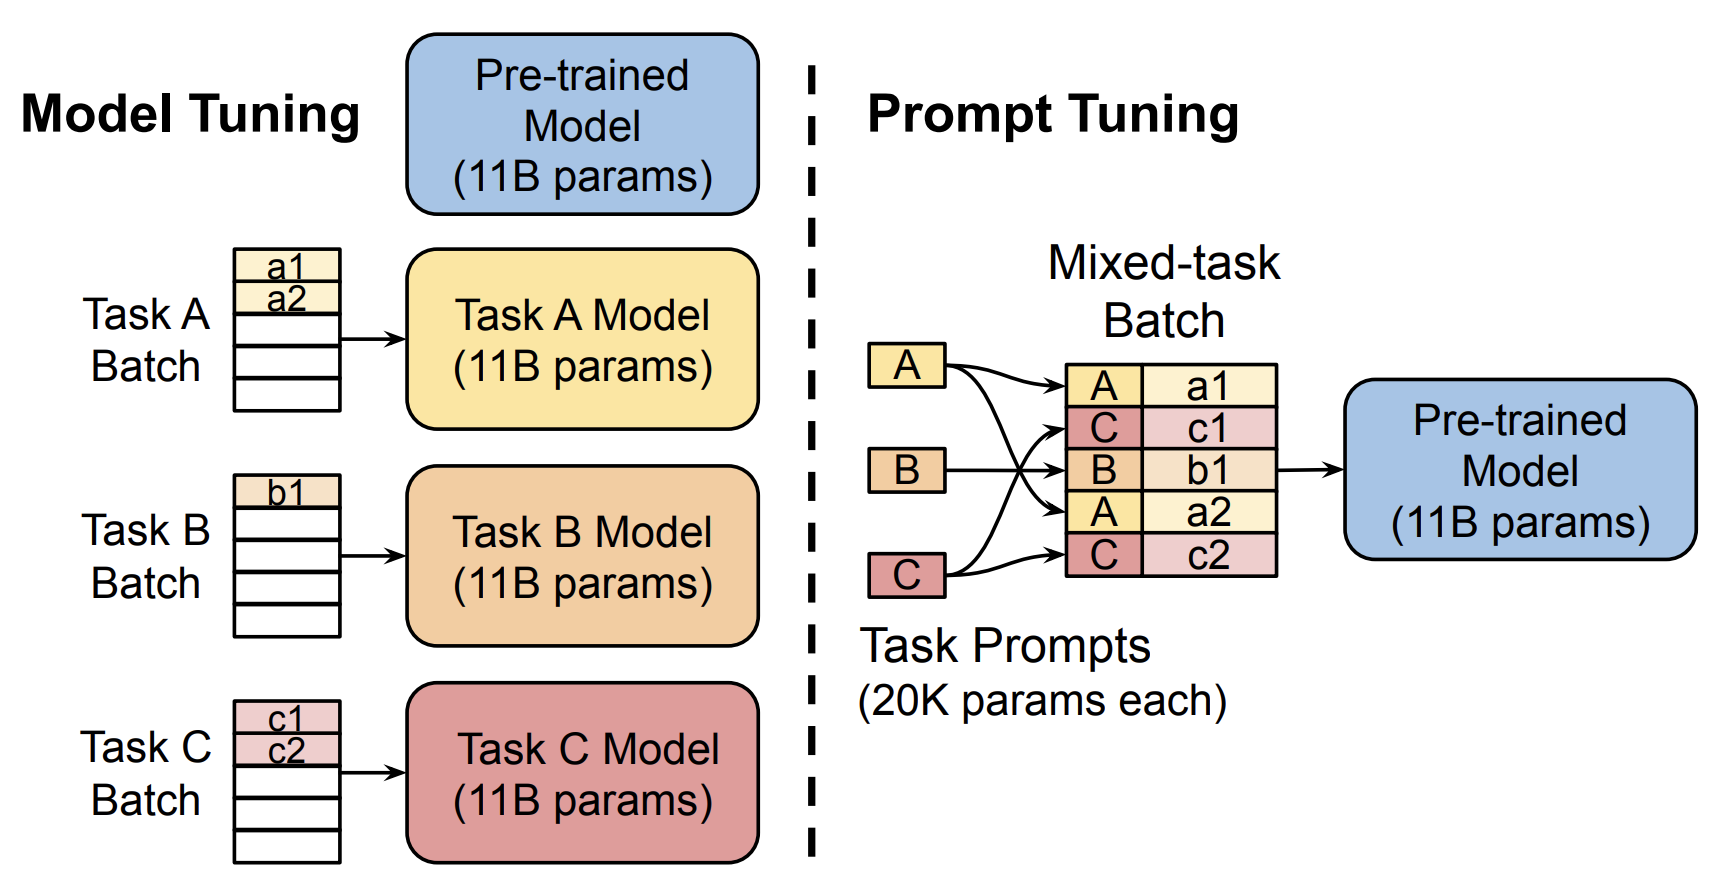 Model Tuning
Pre-trained
Model
(11B params)
Task A
Batch
a1
a2
Task A Model
(11B params)
Task B
Batch
b1
Task B Model
(11B params)
Task C
Batch
c1
c2
Task C Model
(11B params)
Prompt Tuning
Mixed-task
Batch
A
B
C
A a1
C c1
B b1
A a2
C c2
Task Prompts
(20K params each)
Pre-trained
Model
(11B params)